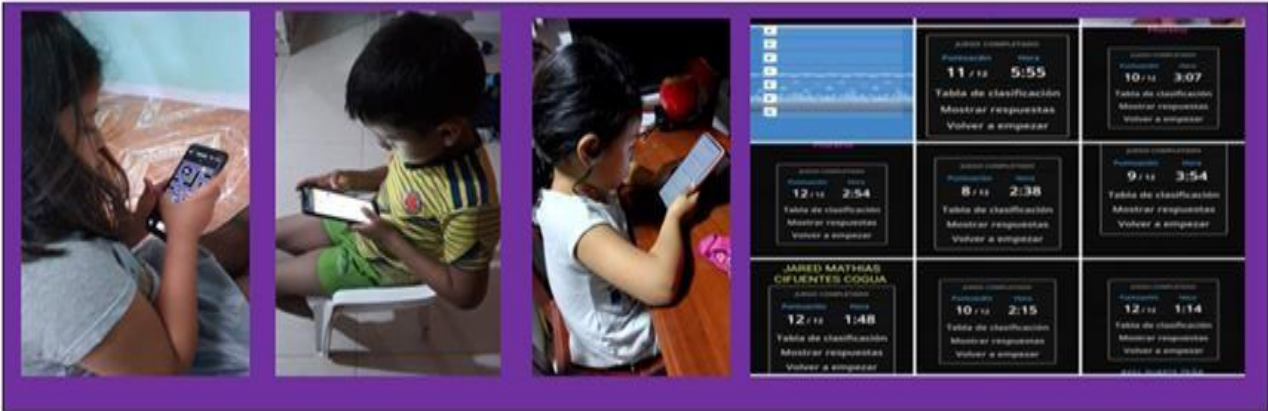 JUEGO COMPLETADO
Puntuación Hora
11 / 12 5:55
Tabla de clasificación
Mostrar respuestas
Volver a empezar
JUEGO COMPLETADO
Puntuación Hora
10 / 12 3:07
Tabla de clasificación
Mostrar respuestas
Volver a empezar
JUEGO COMPLETADO
Puntuación Hora
12 / 12 2:54
Tabla de clasificación
Mostrar respuestas
Volver a empezar
JUEGO COMPLETADO
Puntuación Hora
8 / 12 2:38
Tabla de clasificación
Mostrar respuestas
Volver a empezar
JUEGO COMPLETADO
Puntuación Hora
9 / 12 3:54
Tabla de clasificación
Mostrar respuestas
Volver a empezar
JARED MATHIAS
CIFUENTES COGUA
JUEGO COMPLETADO
Puntuación Hora
12 / 12 1:48
Tabla de clasificación
Mostrar respuestas
Volver a empezar
JUEGO COMPLETADO
Puntuación Hora
10 / 12 2:15
Tabla de clasificación
Mostrar respuestas
Volver a empezar
JUEGO COMPLETADO
Puntuación Hora
12 / 12 1:14
Tabla de clasificación
Mostrar respuestas
Volver a empezar